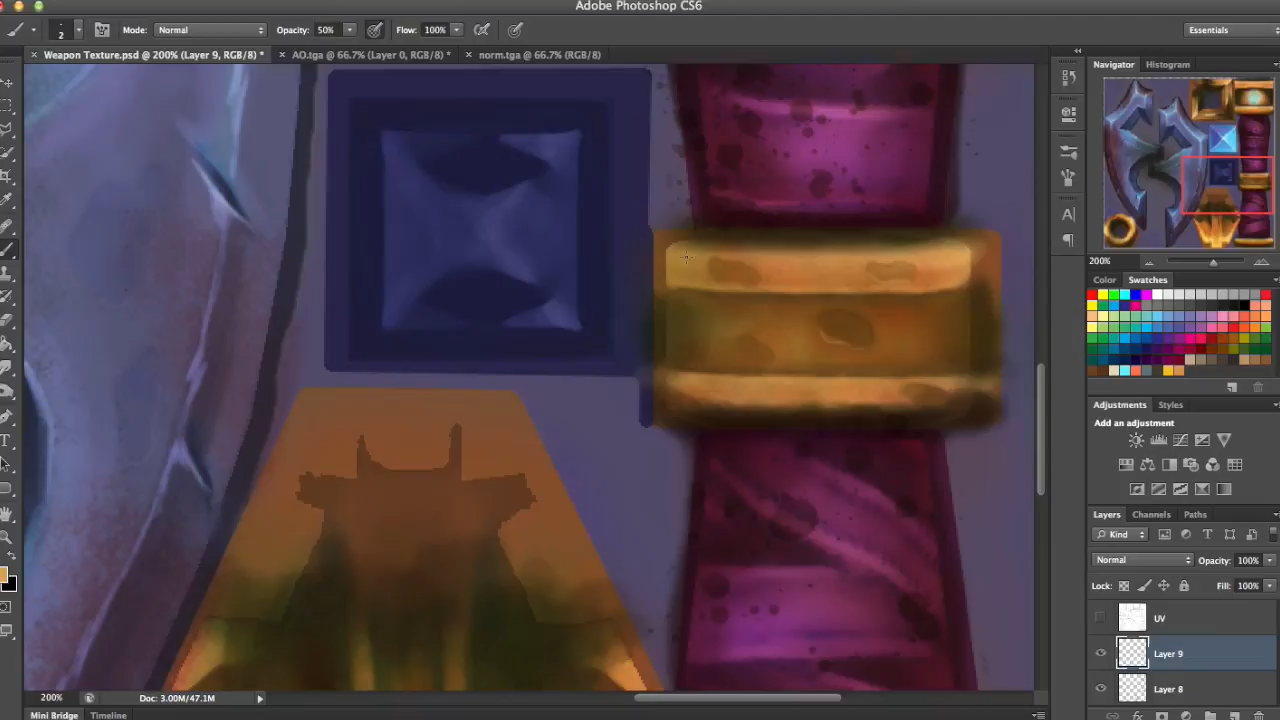 Adobe Photoshop CS6
2 Mode: Normal Opacity: 50% Flow: 100% Essentials
Weapon Texture.psd @ 200% (Layer 9, RGB/8) * AO.tga @ 66.7% (Layer 0, RGB/8) * norm.tga @ 66.7% (RGB/8)
Navigator Histogram
200%
Color Swatches
Adjustments Styles
Add an adjustment
Layers Channels Paths
Kind
Normal Opacity: 100%
Lock: Fill: 100%
UV
Layer 9
Layer 8
200% Doc: 3.00M/47.1M
Mini Bridge Timeline